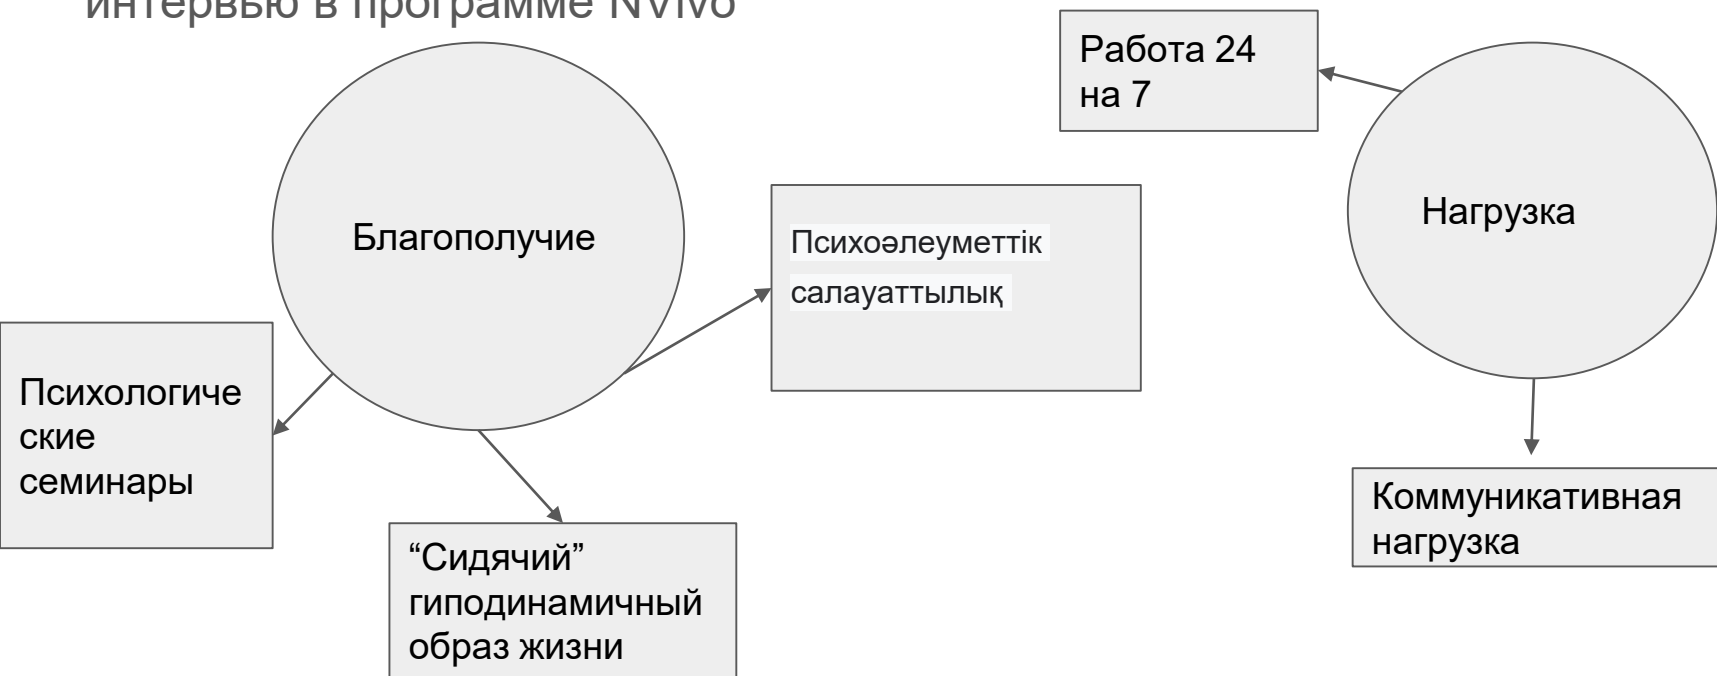 интервью в программе NVivo
Работа 24
на 7
Благополучие
Нагрузка
Психоәлеуметтік
салауаттылық
Психологиче
ские
семинары
Коммуникативная
нагрузка
“Сидячий”
гиподинамичный
образ жизни